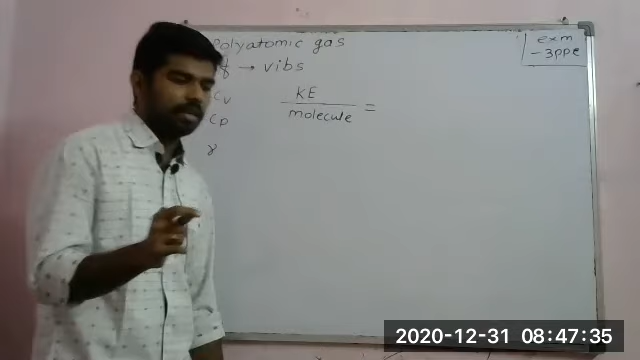 Polyatomic gas
f → vibs
Cv
Cp
γ
KE
molecule =
exm
-3ppe
2020-12-31 08:47:35